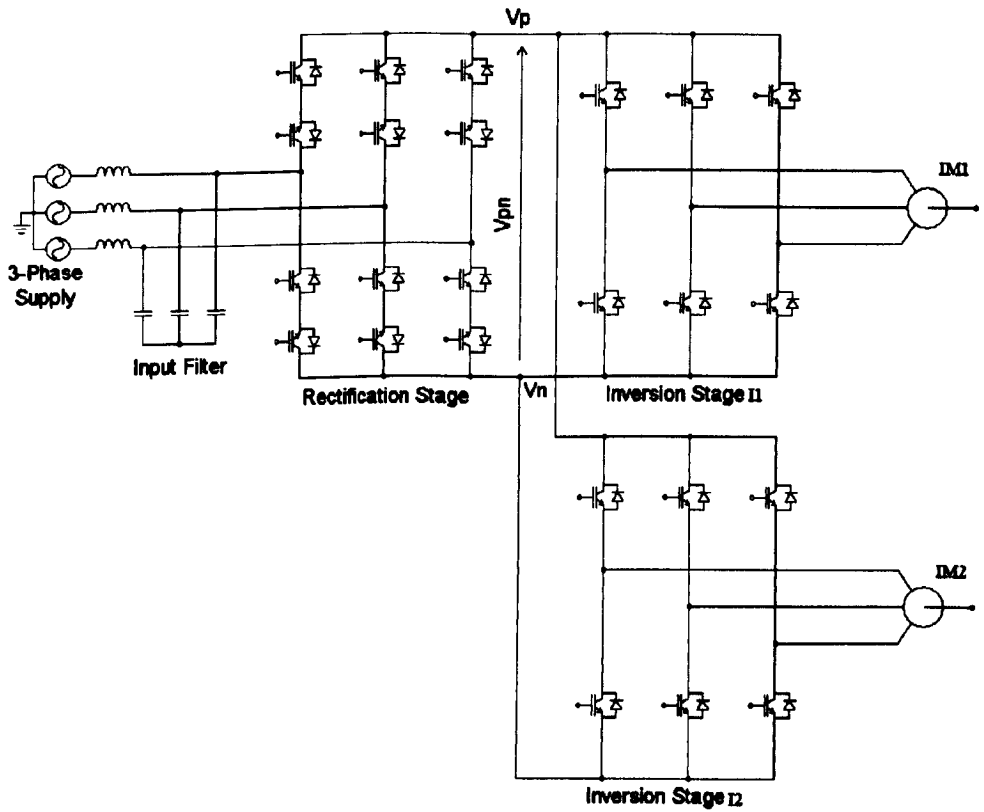 Vp
IM1
Vpn
3-Phase
Supply
Input Filter
Rectification Stage
Vn
Inversion Stage I1
IM2
Inversion Stage I2